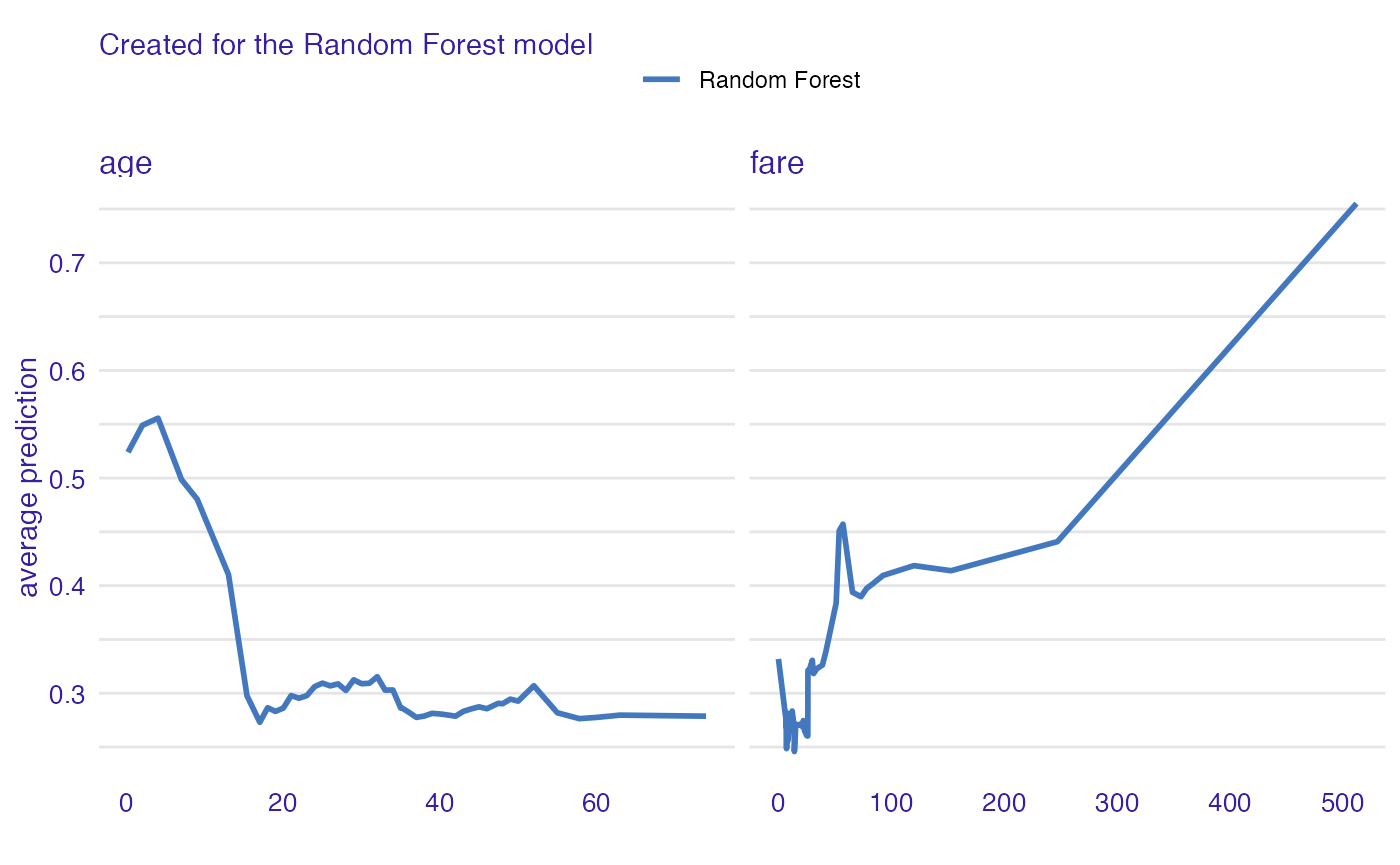 Created for the Random Forest model
Random Forest
age
fare
average prediction
0.7
0.6
0.5
0.4
0.3
0 20 40 60
0 100 200 300 400 500